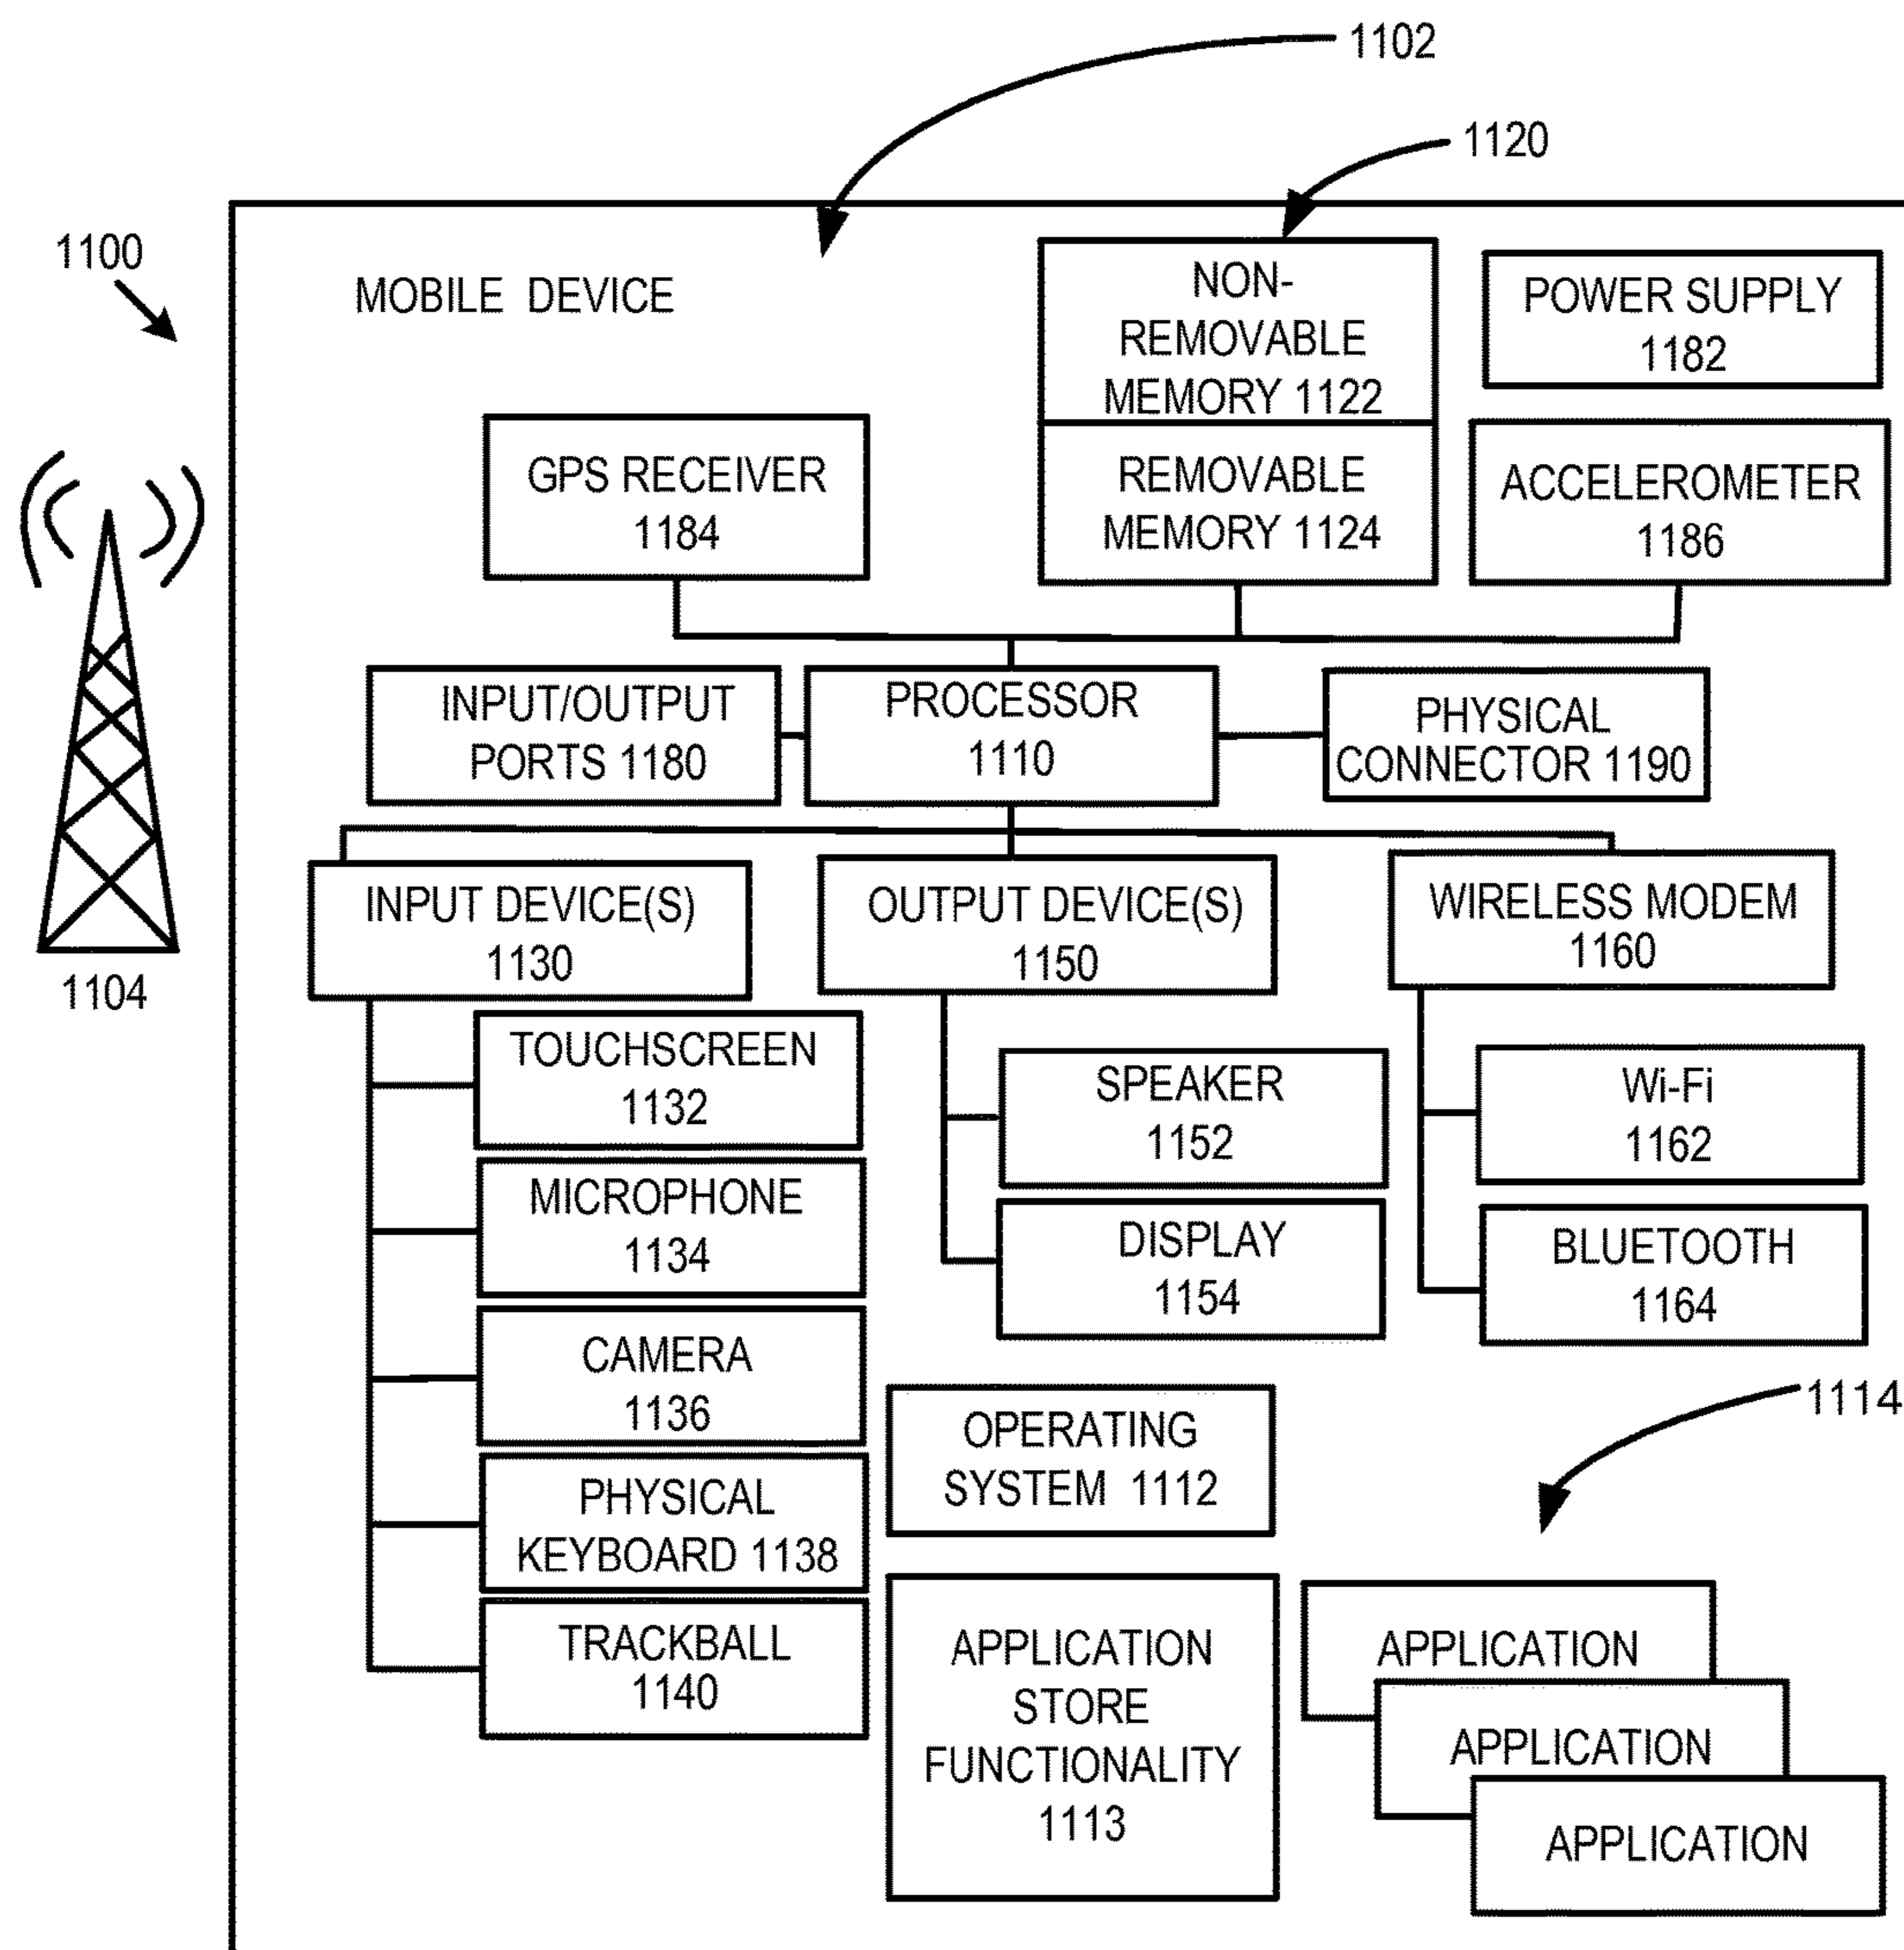 1102
1120
1100
MOBILE DEVICE
NON-
REMOVABLE
MEMORY 1122
POWER SUPPLY
1182
GPS RECEIVER
1184
REMOVABLE
MEMORY 1124
ACCELEROMETER
1186
INPUT/OUTPUT
PORTS 1180
PROCESSOR
1110
PHYSICAL
CONNECTOR 1190
INPUT DEVICE(S)
1130
OUTPUT DEVICE(S)
1150
WIRELESS MODEM
1160
1104
TOUCHSCREEN
1132
SPEAKER
1152
Wi-Fi
1162
MICROPHONE
1134
DISPLAY
1154
BLUETOOTH
1164
CAMERA
1136
1114
OPERATING
SYSTEM 1112
PHYSICAL
KEYBOARD 1138
TRACKBALL
1140
APPLICATION
STORE
FUNCTIONALITY
1113
APPLICATION
APPLICATION
APPLICATION